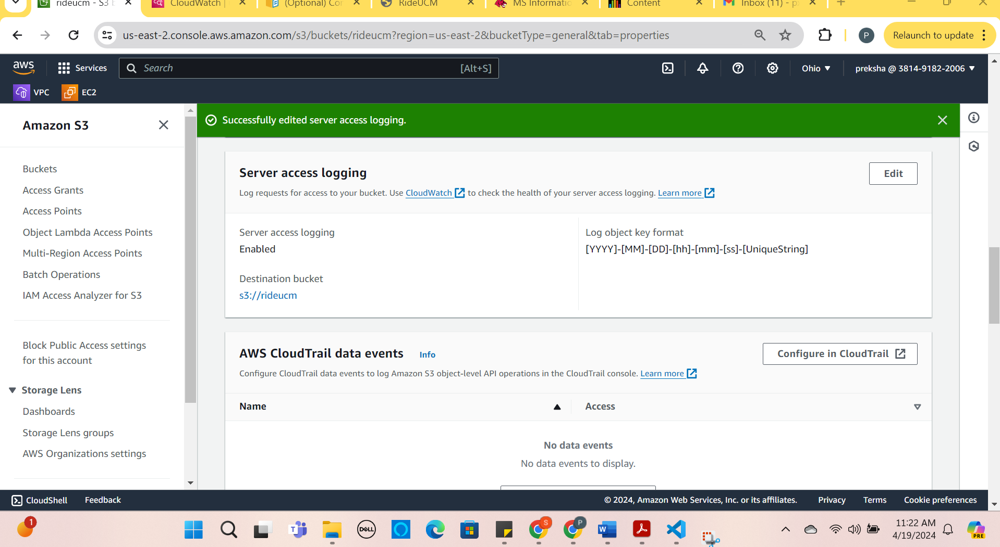 rideucm - S3 b
CloudWatch |
(Optional) Cor
RideUCM
MS Informatio
Content
Inbox (11) - p
us-east-2.console.aws.amazon.com/s3/buckets/rideucm?region=us-east-2&bucketType=general&tab=properties
P
Relaunch to update
aws
Services
Search
[Alt+S]
Ohio
preksha @ 3814-9182-2006
VPC
EC2
Amazon S3
Buckets
Access Grants
Access Points
Object Lambda Access Points
Multi-Region Access Points
Batch Operations
IAM Access Analyzer for S3
Block Public Access settings
for this account
Storage Lens
Dashboards
Storage Lens groups
AWS Organizations settings
Successfully edited server access logging.
Server access logging
Edit
Log requests for access to your bucket. Use CloudWatch to check the health of your server access logging. Learn more
Server access logging
Enabled
Destination bucket
s3://rideucm
Log object key format
[YYYY]-[MM]-[DD]-[hh]-[mm]-[ss]-[UniqueString]
AWS CloudTrail data events
Info
Configure in CloudTrail
Configure CloudTrail data events to log Amazon S3 object-level API operations in the CloudTrail console. Learn more
Name
Access
No data events
No data events to display.
CloudShell
Feedback
© 2024, Amazon Web Services, Inc. or its affiliates.
Privacy
Terms
Cookie preferences
1
T
DELL
S
P
W
PRE
11:22 AM
4/19/2024